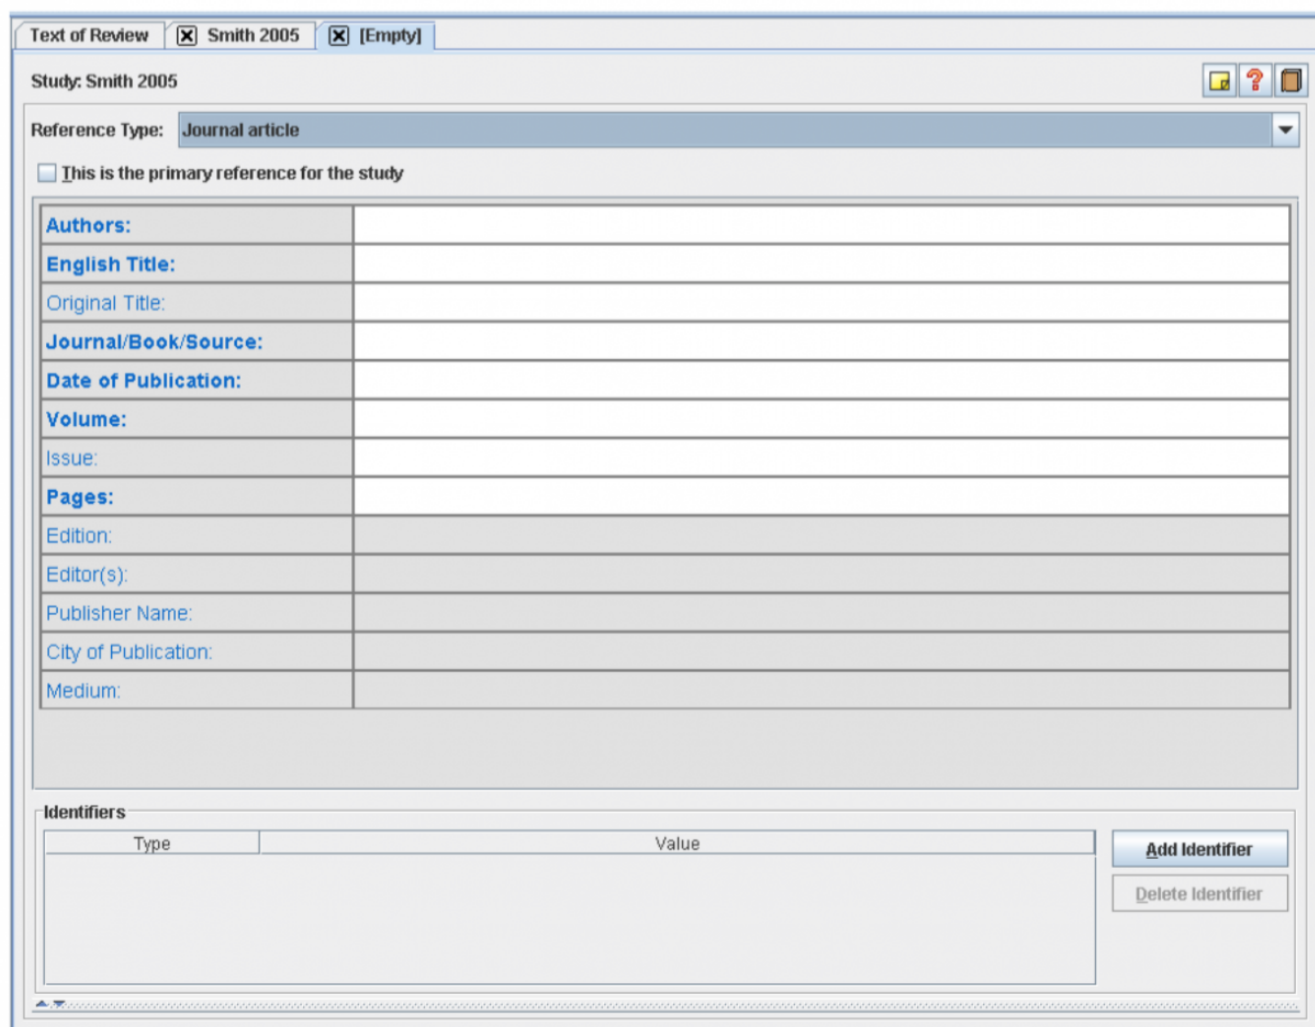 Text of Review Smith 2005 [Empty]
Study: Smith 2005
Reference Type: Journal article
This is the primary reference for the study
Authors:
English Title:
Original Title:
Journal/Book/Source:
Date of Publication:
Volume:
Issue:
Pages:
Edition:
Editor(s):
Publisher Name:
City of Publication:
Medium:
Identifiers
Type Value
Add Identifier
Delete Identifier